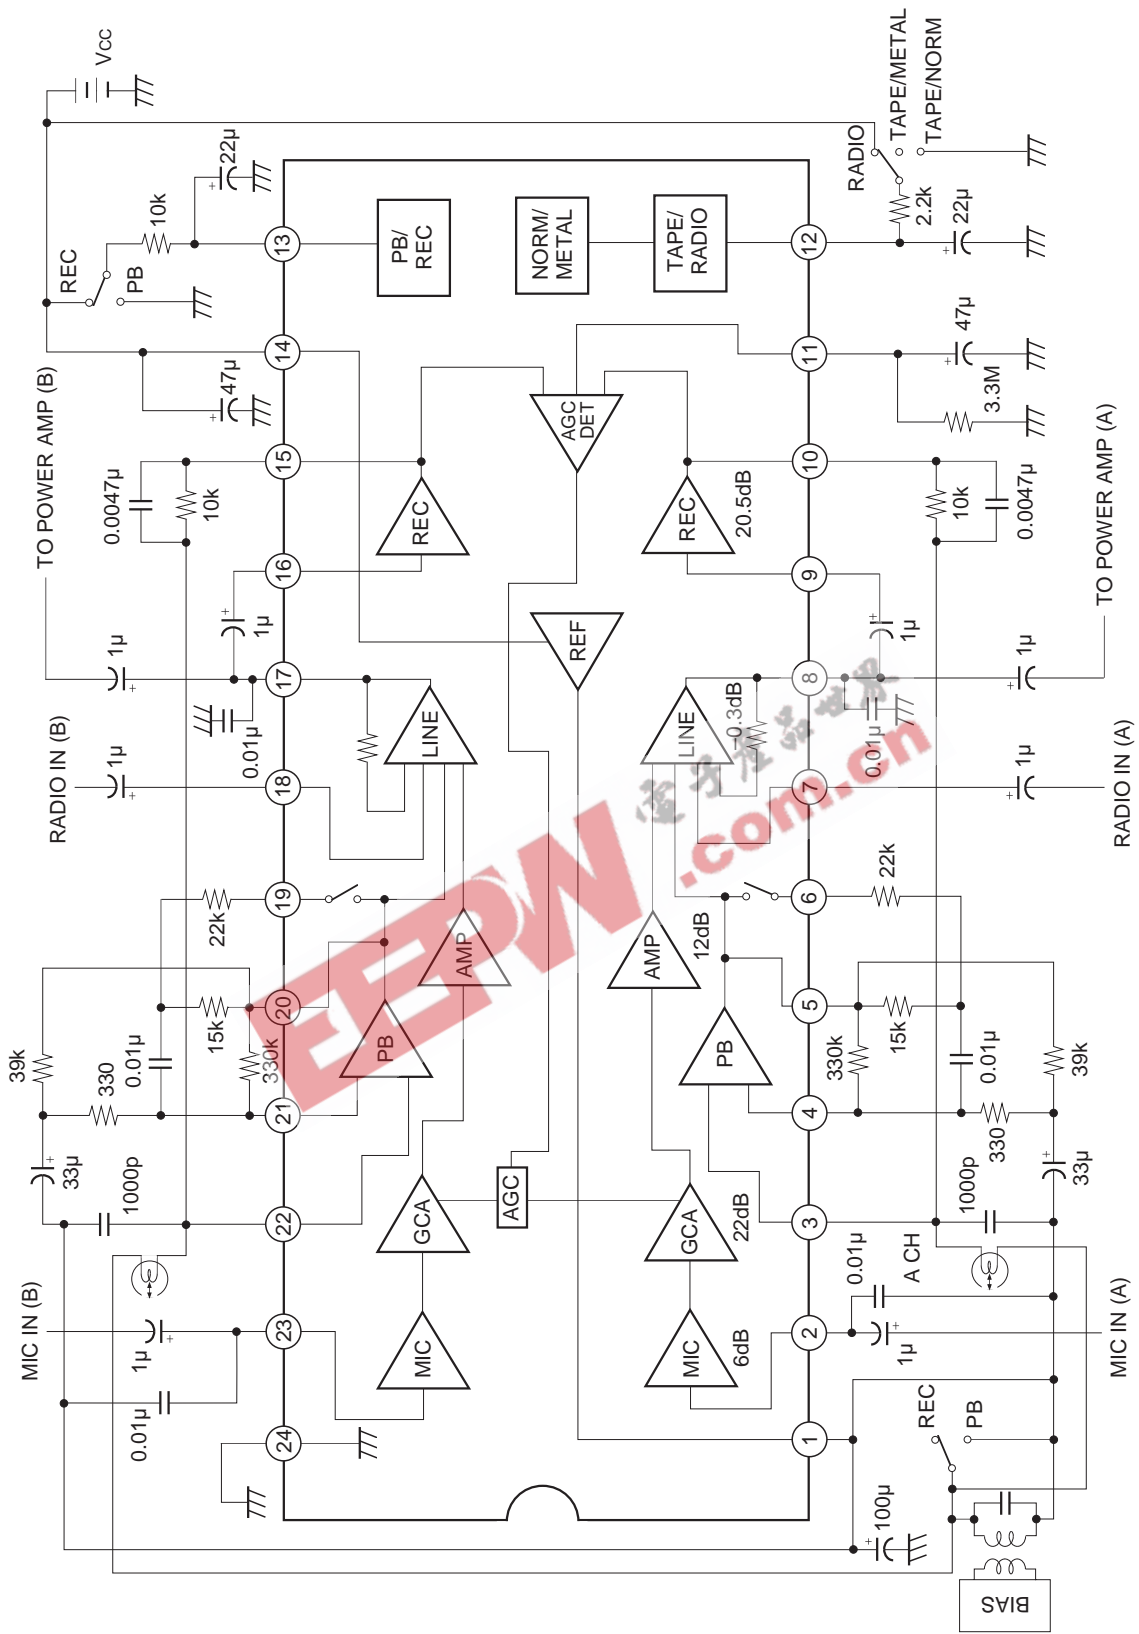 Vcc
RADIO
TAPE/METAL
TAPE/NORM
22μ
10k
REC
PB
13
PB/
REC
NORM/
METAL
TAPE/
RADIO
12
2.2k
22μ
14
47μ
11
47μ
3.3M
AGC
DET
TO POWER AMP (B)
0.0047μ
10k
15
REC
REC
20.5dB
10
10k
0.0047μ
TO POWER AMP (A)
16
9
1μ
1μ
REF
1μ
17
8
1μ
0.01μ
LINE
LINE
–0.3dB
0.01μ
RADIO IN (B)
1μ
18
7
1μ
RADIO IN (A)
電子產品世界
.com.cn
EEPW
22k
19
6
22k
AMP
AMP
12dB
39k
330
0.01μ
15k
330k
20
PB
PB
5
330k
15k
0.01μ
39k
21
4
330
33μ
1000p
22
GCA
AGC
GCA
22dB
3
1000p
33μ
A CH
0.01μ
MIC IN (B)
1μ
0.01μ
23
MIC
MIC
6dB
2
1μ
MIC IN (A)
24
1
REC
PB
100μ
BIAS